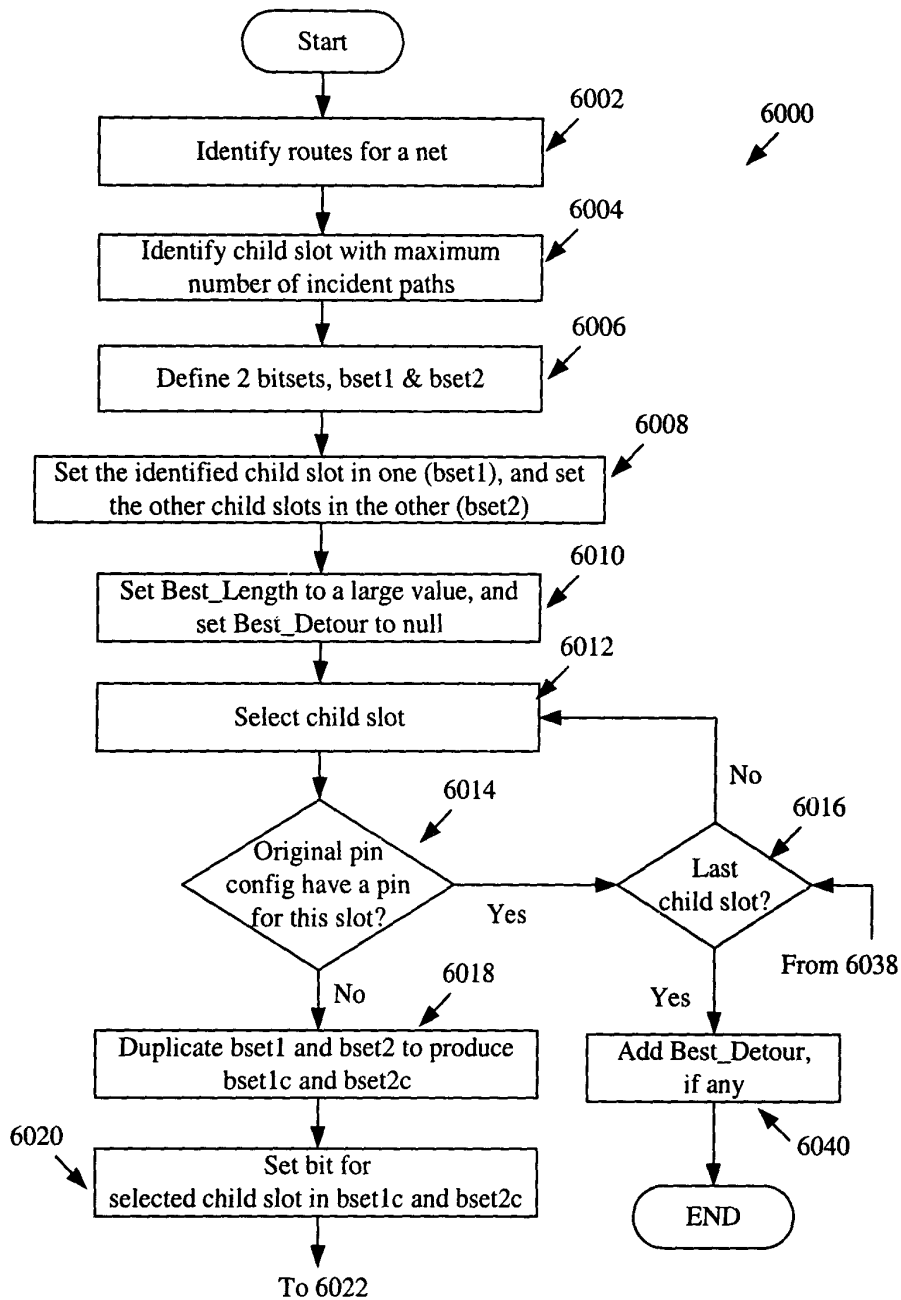 Start
6002
6000
Identify routes for a net
6004
Identify child slot with maximum
number of incident paths
6006
Define 2 bitsets, bset1 & bset2
6008
Set the identified child slot in one (bset1), and set
the other child slots in the other (bset2)
6010
Set Best_Length to a large value, and
set Best_Detour to null
6012
Select child slot
No
6014
6016
Original pin
config have a pin
for this slot?
Yes
Last
child slot?
From 6038
No
6018
Yes
Duplicate bset1 and bset2 to produce
bset1c and bset2c
Add Best_Detour,
if any
6020
6040
Set bit for
selected child slot in bset1c and bset2c
END
To 6022